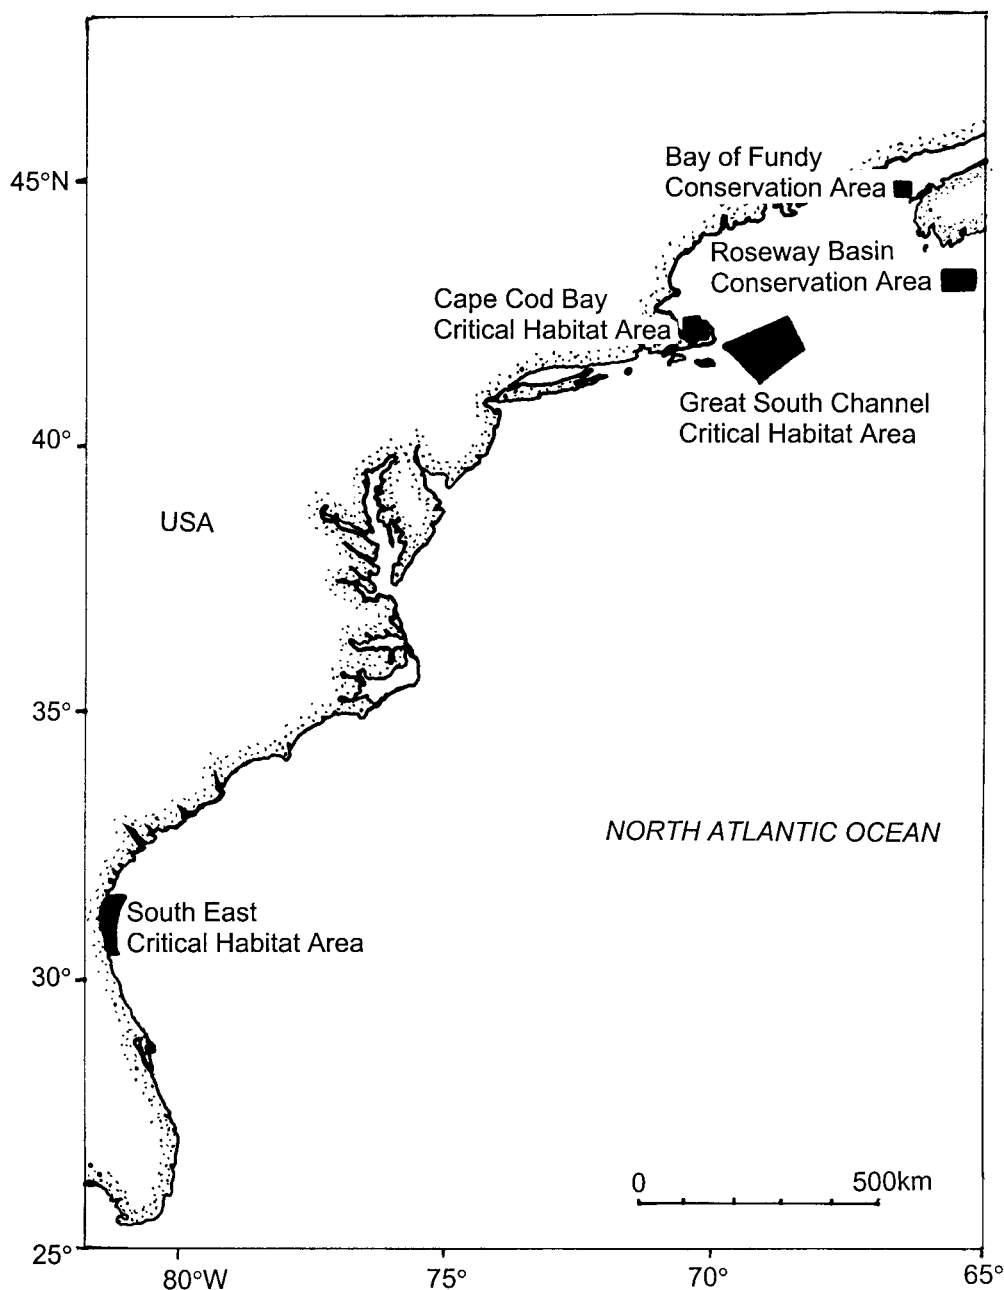 45°N
Bay of Fundy
Conservation Area
Roseway Basin
Conservation Area
Cape Cod Bay
Critical Habitat Area
Great South Channel
Critical Habitat Area
40°
USA
35°
NORTH ATLANTIC OCEAN
South East
Critical Habitat Area
30°
0 500km
25°
80°W 75° 70° 65°